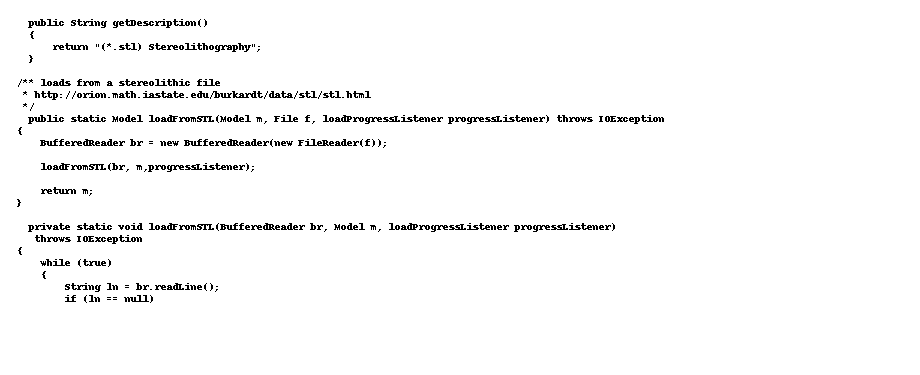 public String getDescription()
{
return "(*.stl) Stereolithography";
}
/** loads from a stereolithic file
* http://orion.math.iastate.edu/burkardt/data/stl/stl.html
*/
public static Model loadFromSTL(Model m, File f, loadProgressListener progressListener) throws IOException
{
BufferedReader br = new BufferedReader(new FileReader(f));
loadFromSTL(br, m,progressListener);
return m;
}
private static void loadFromSTL(BufferedReader br, Model m, loadProgressListener progressListener)
throws IOException
{
while (true)
{
String ln = br.readLine();
if (ln == null)